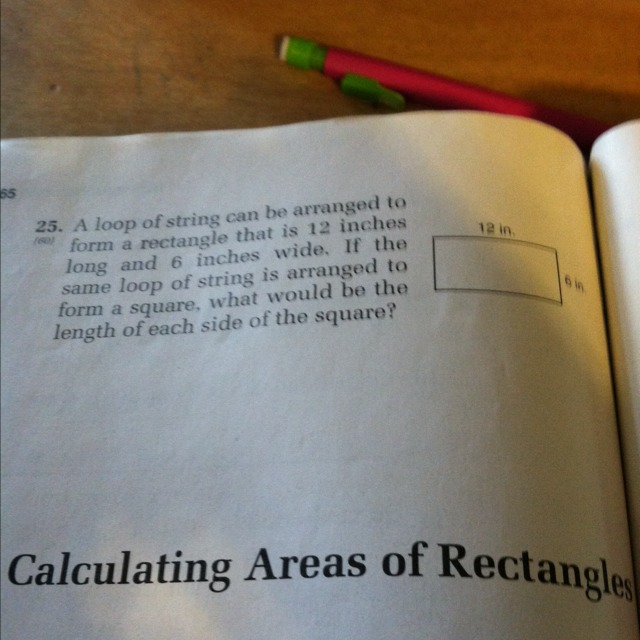 65
25. A loop of string can be arranged to
(60) form a rectangle that is 12 inches
long and 6 inches wide. If the
same loop of string is arranged to
form a square, what would be the
length of each side of the square?
12 in.
6 in.
Calculating Areas of Rectangles